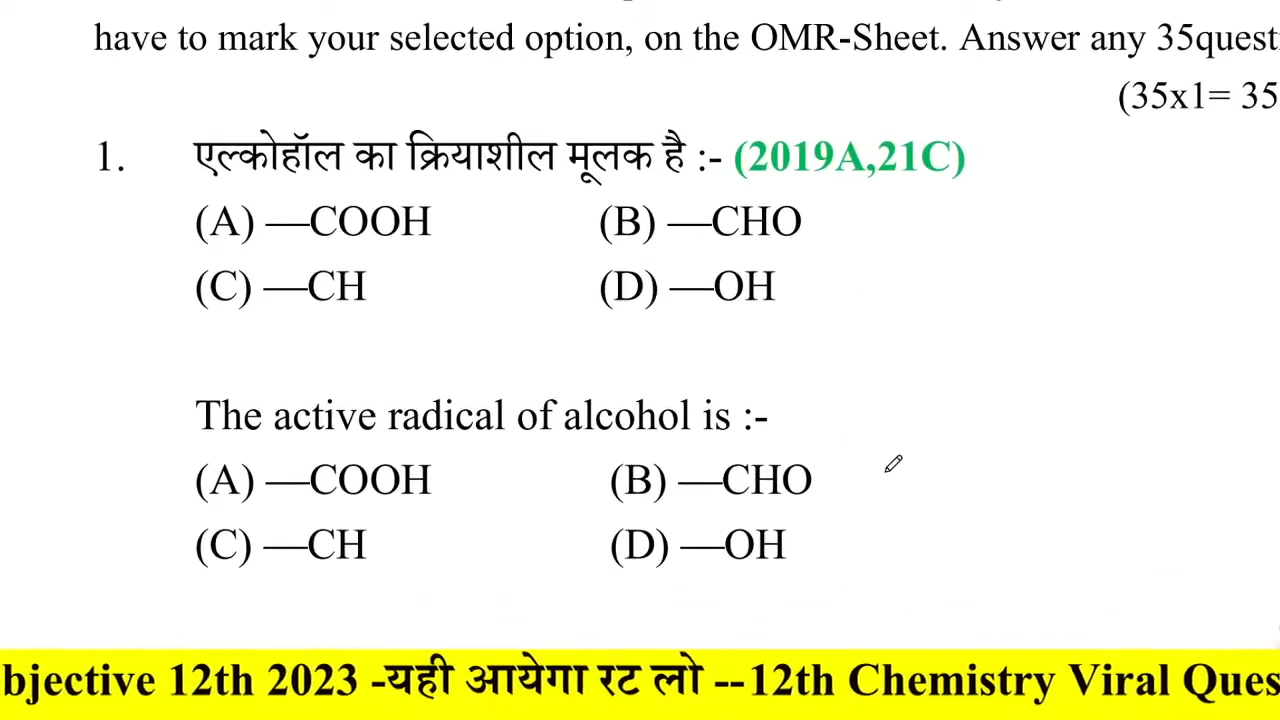 have to mark your selected option, on the OMR-Sheet. Answer any 35questi
(35x1= 35
1. एल्कोहॉल का क्रियाशील मूलक है :- (2019A,21C)
(A) —COOH (B) —CHO
(C) —CH (D) —OH
The active radical of alcohol is :-
(A) —COOH (B) —CHO
(C) —CH (D) —OH
bjective 12th 2023 -यही आयेगा रट लो --12th Chemistry Viral Ques